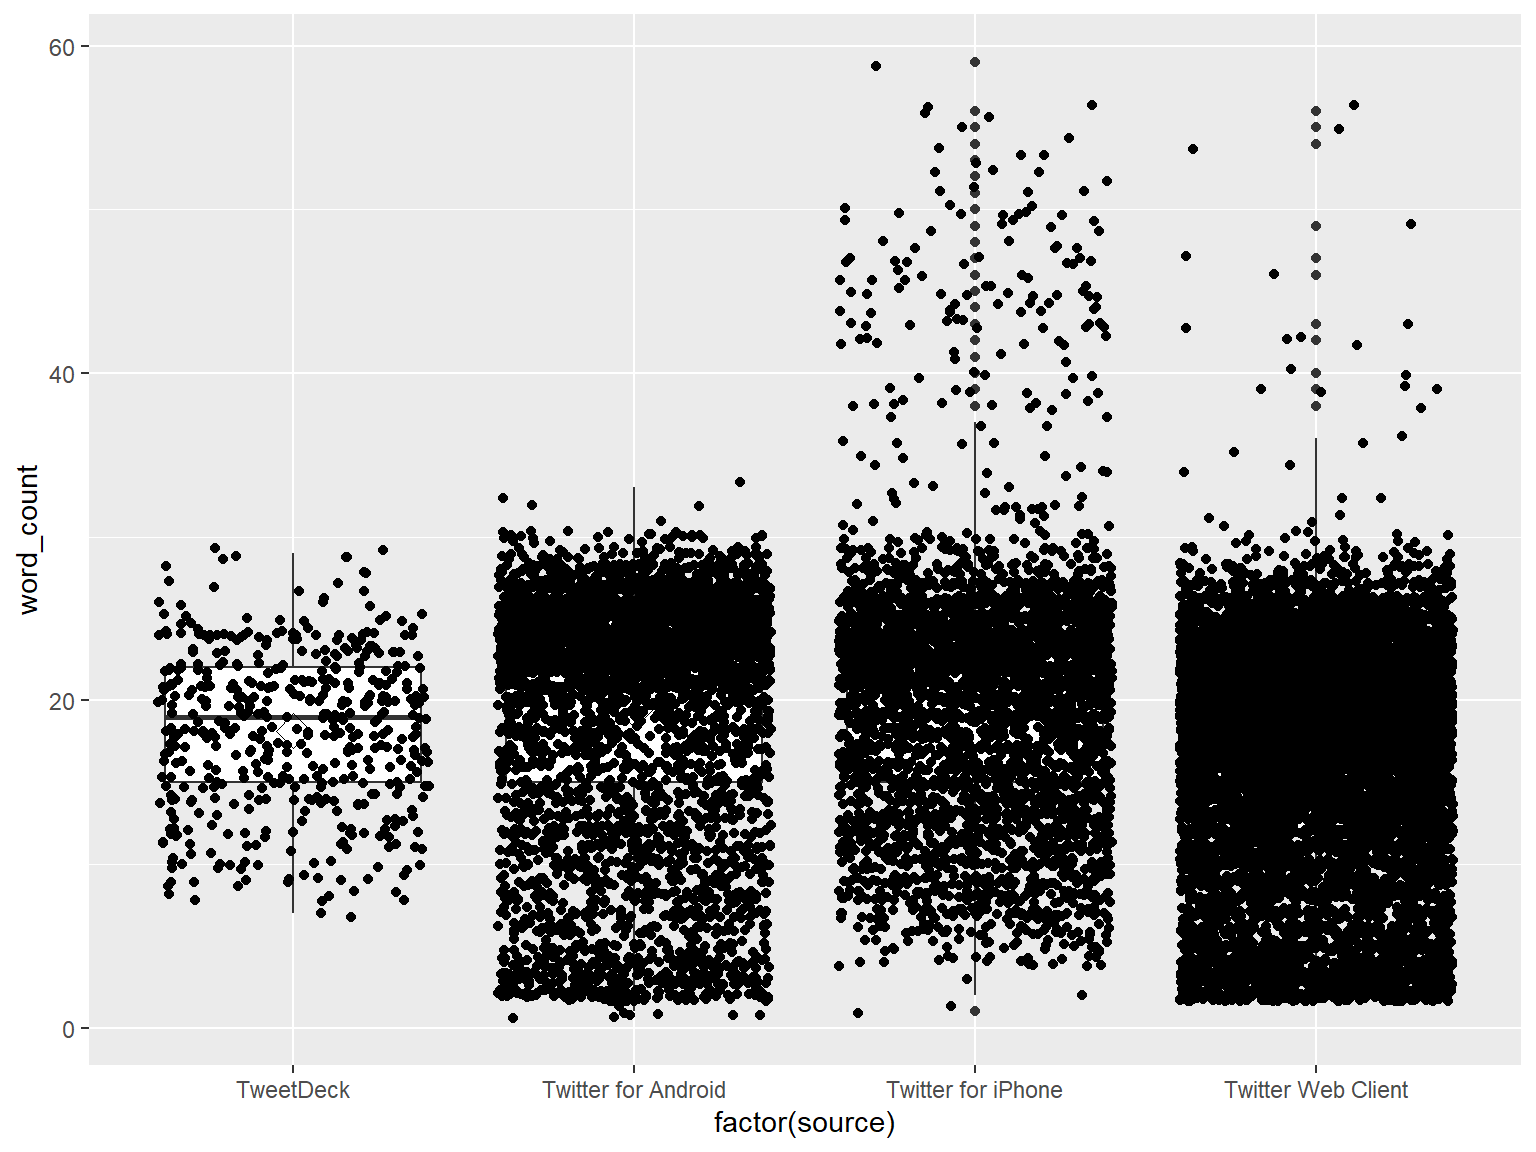 60
40
20
0
word_count
TweetDeck
Twitter for Android
Twitter for iPhone
Twitter Web Client
factor(source)